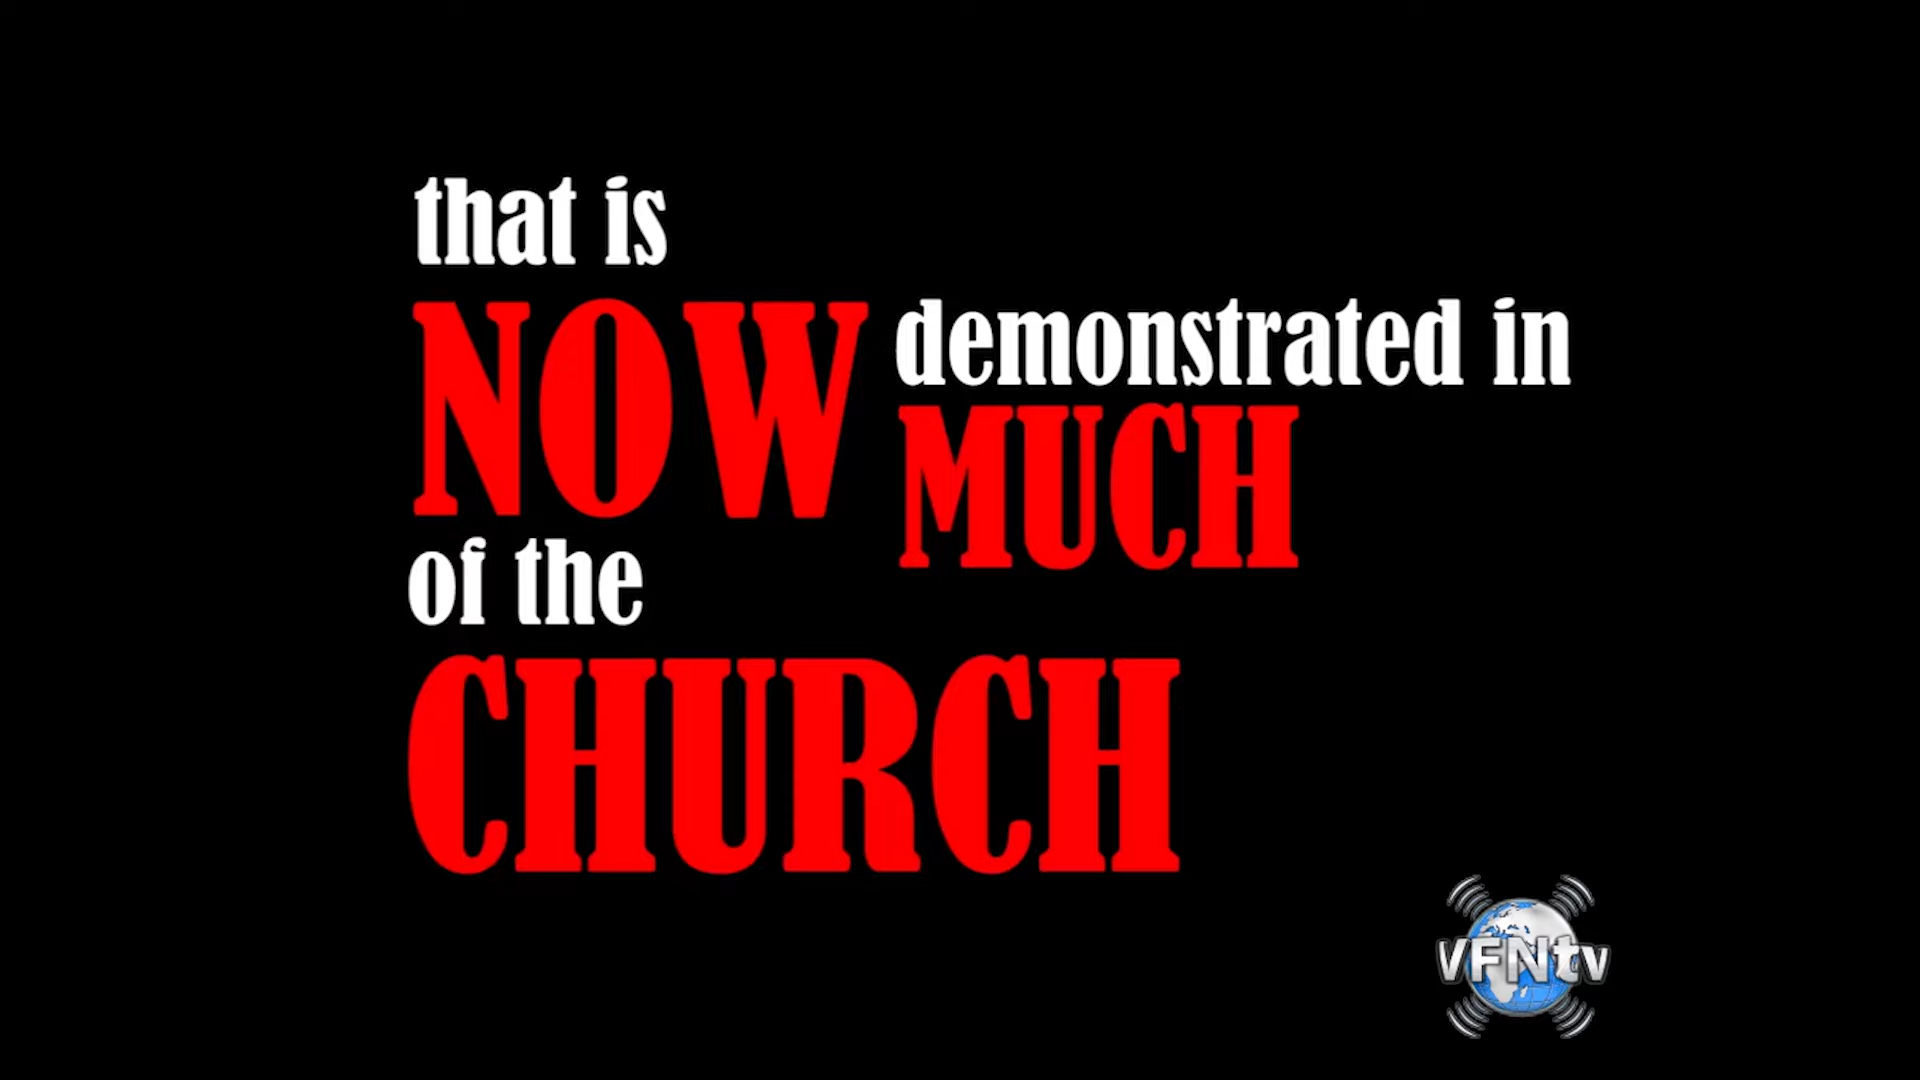 that is
NOW demonstrated in
MUCH
of the
CHURCH
VFNtv